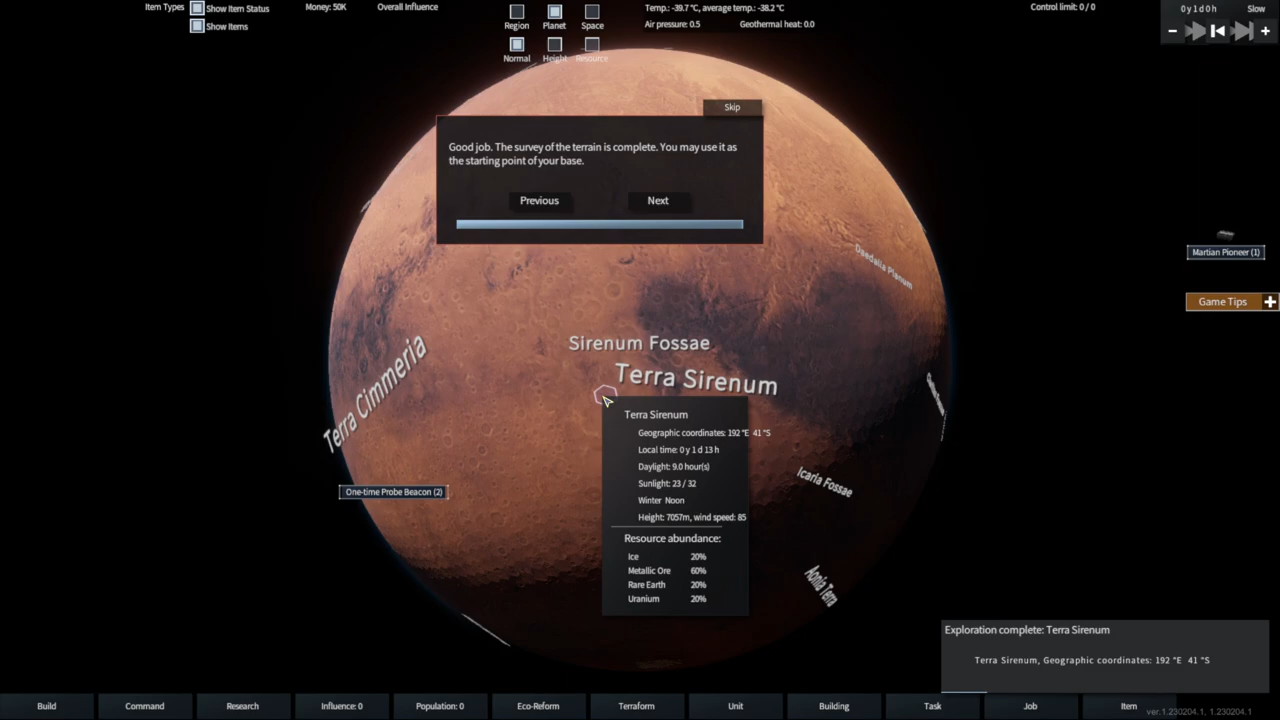 Item Types
Show Item Status
Show Items
Money: 50K
Overall Influence
Region
Planet
Space
Normal
Height
Resource
Temp.: -39.7 ℃, average temp.: -38.2 ℃
Air pressure: 0.5
Geothermal heat: 0.0
Control limit: 0 / 0
0y1d0h
Slow
Skip
Good job. The survey of the terrain is complete. You may use it as
the starting point of your base.
Previous
Next
Martian Pioneer (1)
Game Tips
Daedalia Planum
Sirenum Fossae
Terra Sirenum
Terra Cimmeria
Icaria Fossae
Aonia Terra
One-time Probe Beacon (2)
Terra Sirenum
Geographic coordinates: 192 °E 41 °S
Local time: 0 y 1 d 13 h
Daylight: 9.0 hour(s)
Sunlight: 23 / 32
Winter Noon
Height: 7057m, wind speed: 85
Resource abundance:
Ice 20%
Metallic Ore 60%
Rare Earth 20%
Uranium 20%
Exploration complete: Terra Sirenum
Terra Sirenum, Geographic coordinates: 192 °E 41 °S
Build
Command
Research
Influence: 0
Population: 0
Eco-Reform
Terraform
Unit
Building
Task
Job
Item
ver.1.230204.1, 1.230204.1